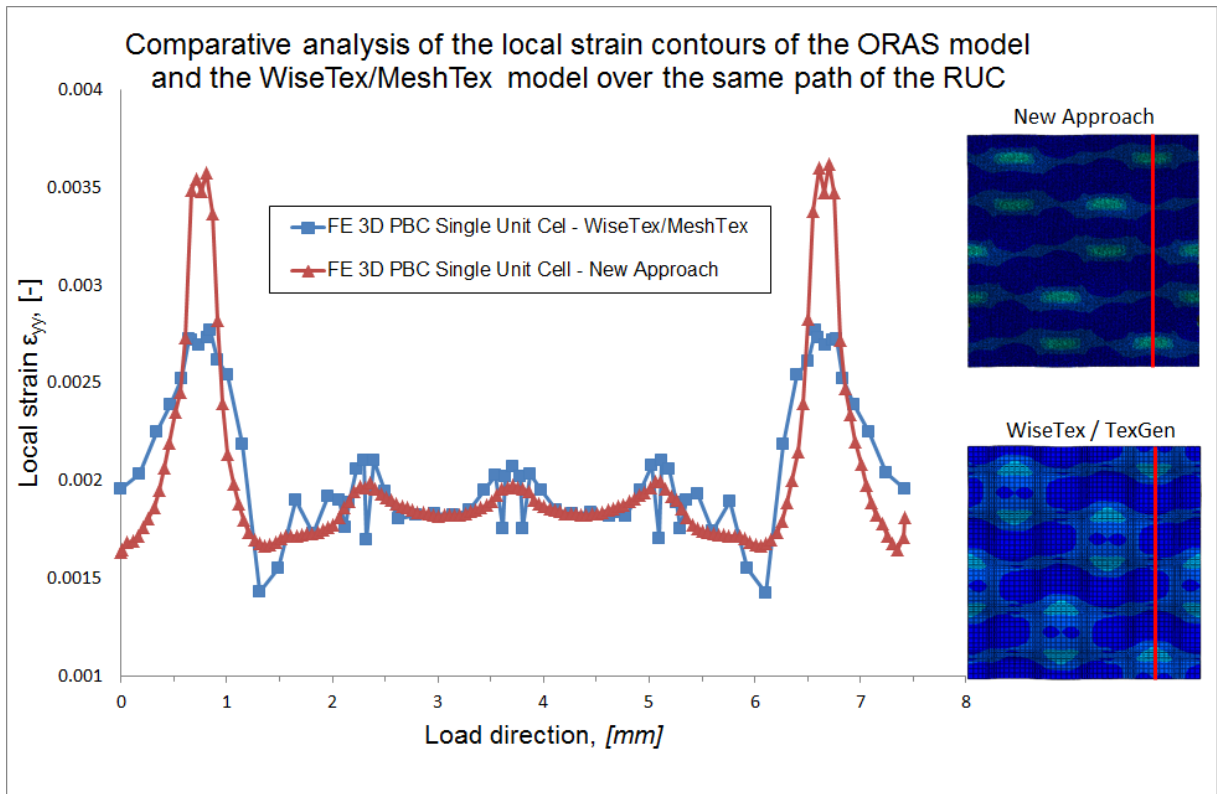 Comparative analysis of the local strain contours of the ORAS model
and the WiseTex/MeshTex model over the same path of the RUC
0.004
0.0035
0.003
0.0025
0.002
0.0015
0.001
Local strain εyy, [-]
FE 3D PBC Single Unit Cel - WiseTex/MeshTex
FE 3D PBC Single Unit Cell - New Approach
0 1 2 3 4 5 6 7 8
Load direction, [mm]
New Approach
WiseTex / TexGen